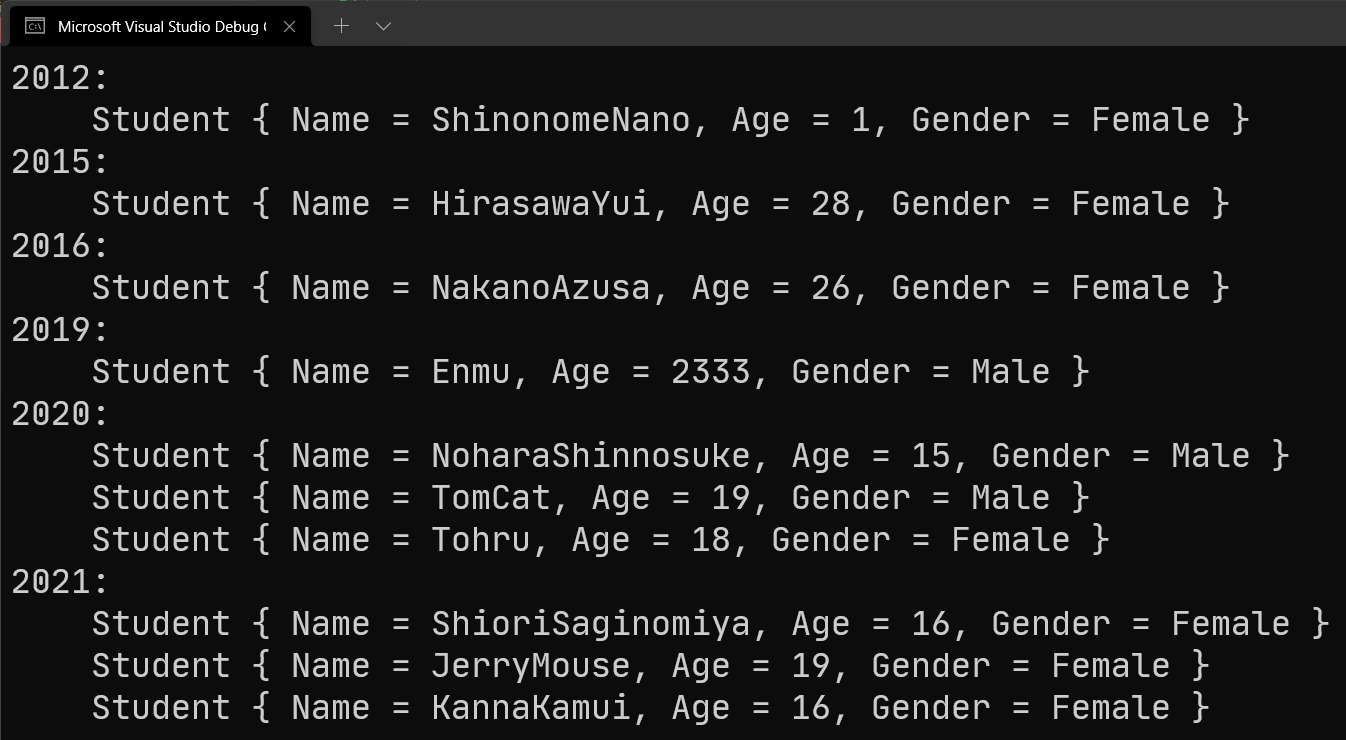 Microsoft Visual Studio Debug
2012:
    Student { Name = ShinonomeNano, Age = 1, Gender = Female }
2015:
    Student { Name = HirasawaYui, Age = 28, Gender = Female }
2016:
    Student { Name = NakanoAzusa, Age = 26, Gender = Female }
2019:
    Student { Name = Enmu, Age = 2333, Gender = Male }
2020:
    Student { Name = NoharaShinnosuke, Age = 15, Gender = Male }
    Student { Name = TomCat, Age = 19, Gender = Male }
    Student { Name = Tohru, Age = 18, Gender = Female }
2021:
    Student { Name = ShioriSaginomiya, Age = 16, Gender = Female }
    Student { Name = JerryMouse, Age = 19, Gender = Female }
    Student { Name = KannaKamui, Age = 16, Gender = Female }